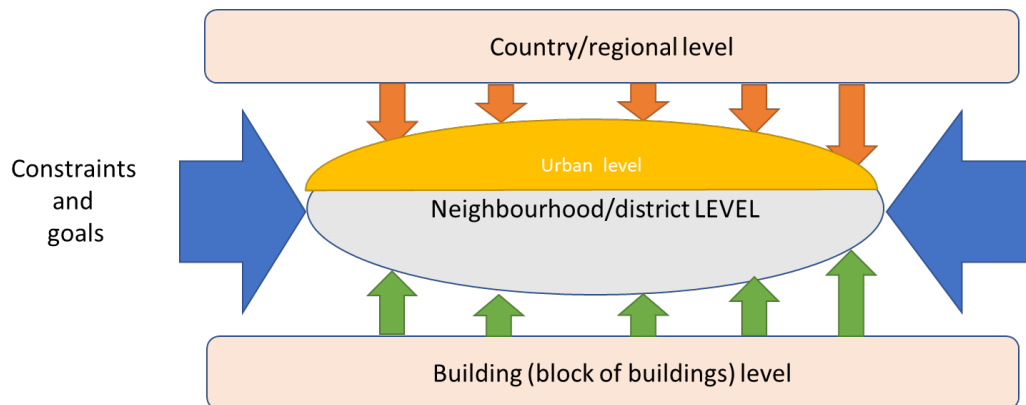 Country/regional level
Urban level
Constraints
and
goals
Neighbourhood/district LEVEL
Building (block of buildings) level